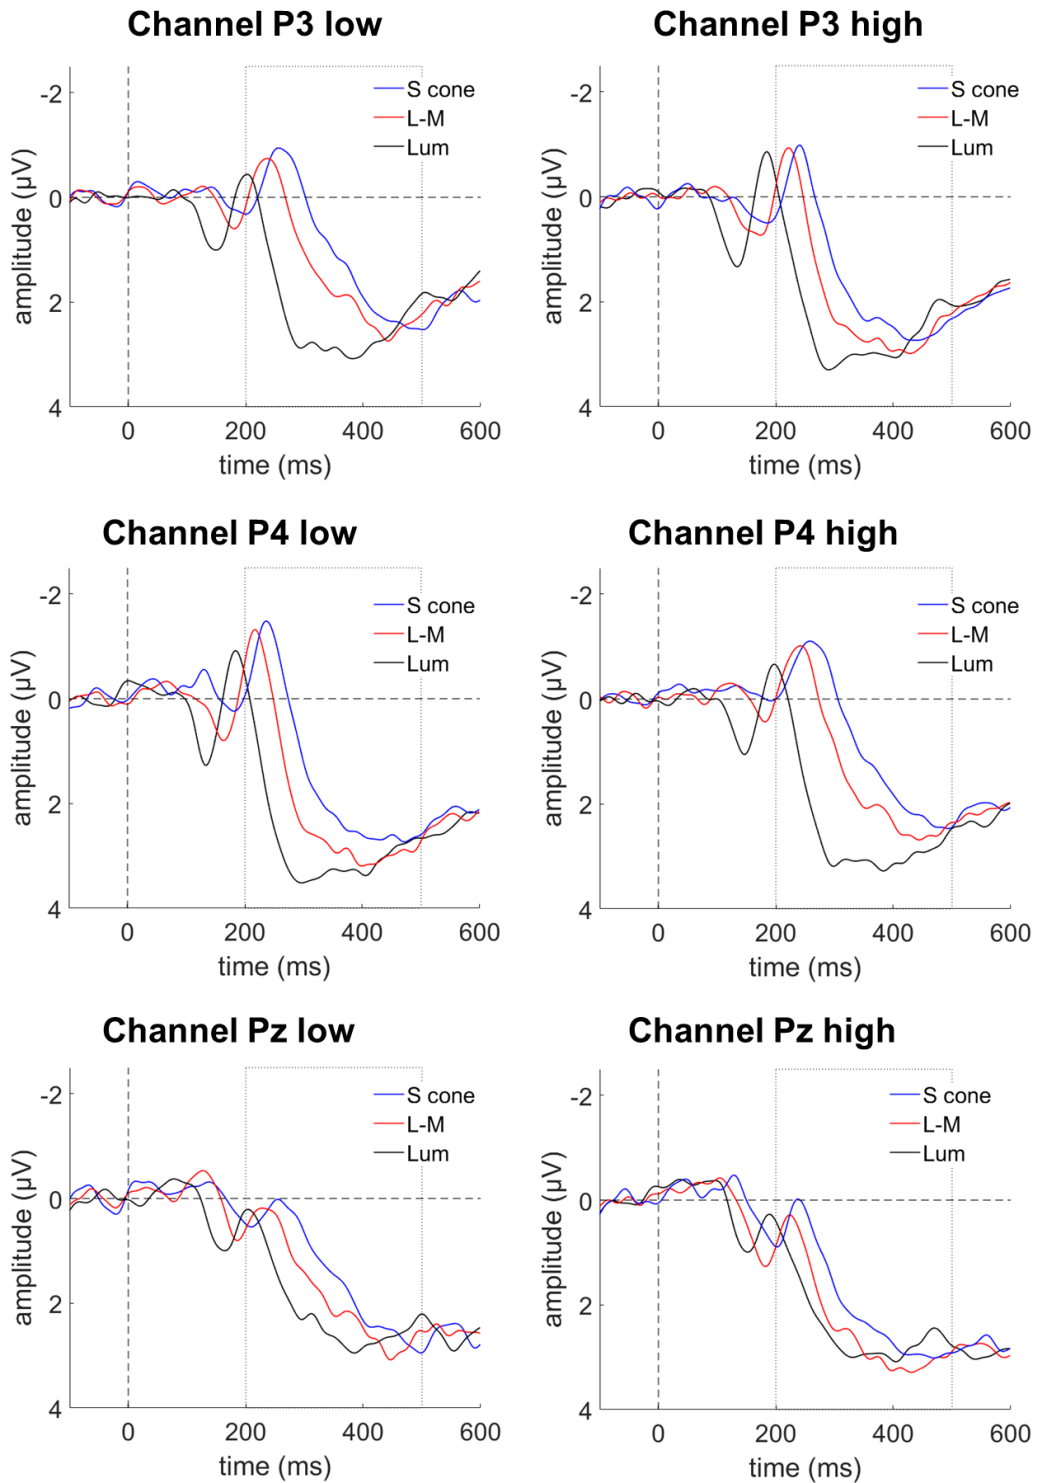 Channel P3 low
-2
0
2
4
amplitude (µV)
S cone
L-M
Lum
0
200
400
600
time (ms)
Channel P3 high
-2
0
2
4
amplitude (µV)
S cone
L-M
Lum
0
200
400
600
time (ms)
Channel P4 low
-2
0
2
4
amplitude (µV)
S cone
L-M
Lum
0
200
400
600
time (ms)
Channel P4 high
-2
0
2
4
amplitude (µV)
S cone
L-M
Lum
0
200
400
600
time (ms)
Channel Pz low
-2
0
2
4
amplitude (µV)
S cone
L-M
Lum
0
200
400
600
time (ms)
Channel Pz high
-2
0
2
4
amplitude (µV)
S cone
L-M
Lum
0
200
400
600
time (ms)